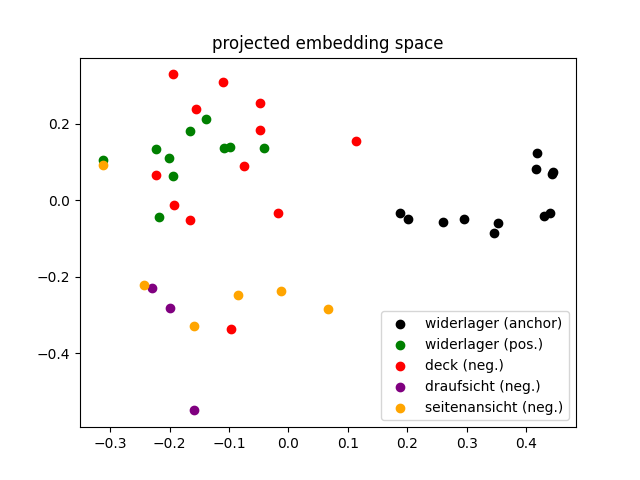 projected embedding space
0.2
0.0
−0.2
−0.4
widerlager (anchor)
widerlager (pos.)
deck (neg.)
draufsicht (neg.)
seitenansicht (neg.)
−0.3 −0.2 −0.1 0.0 0.1 0.2 0.3 0.4